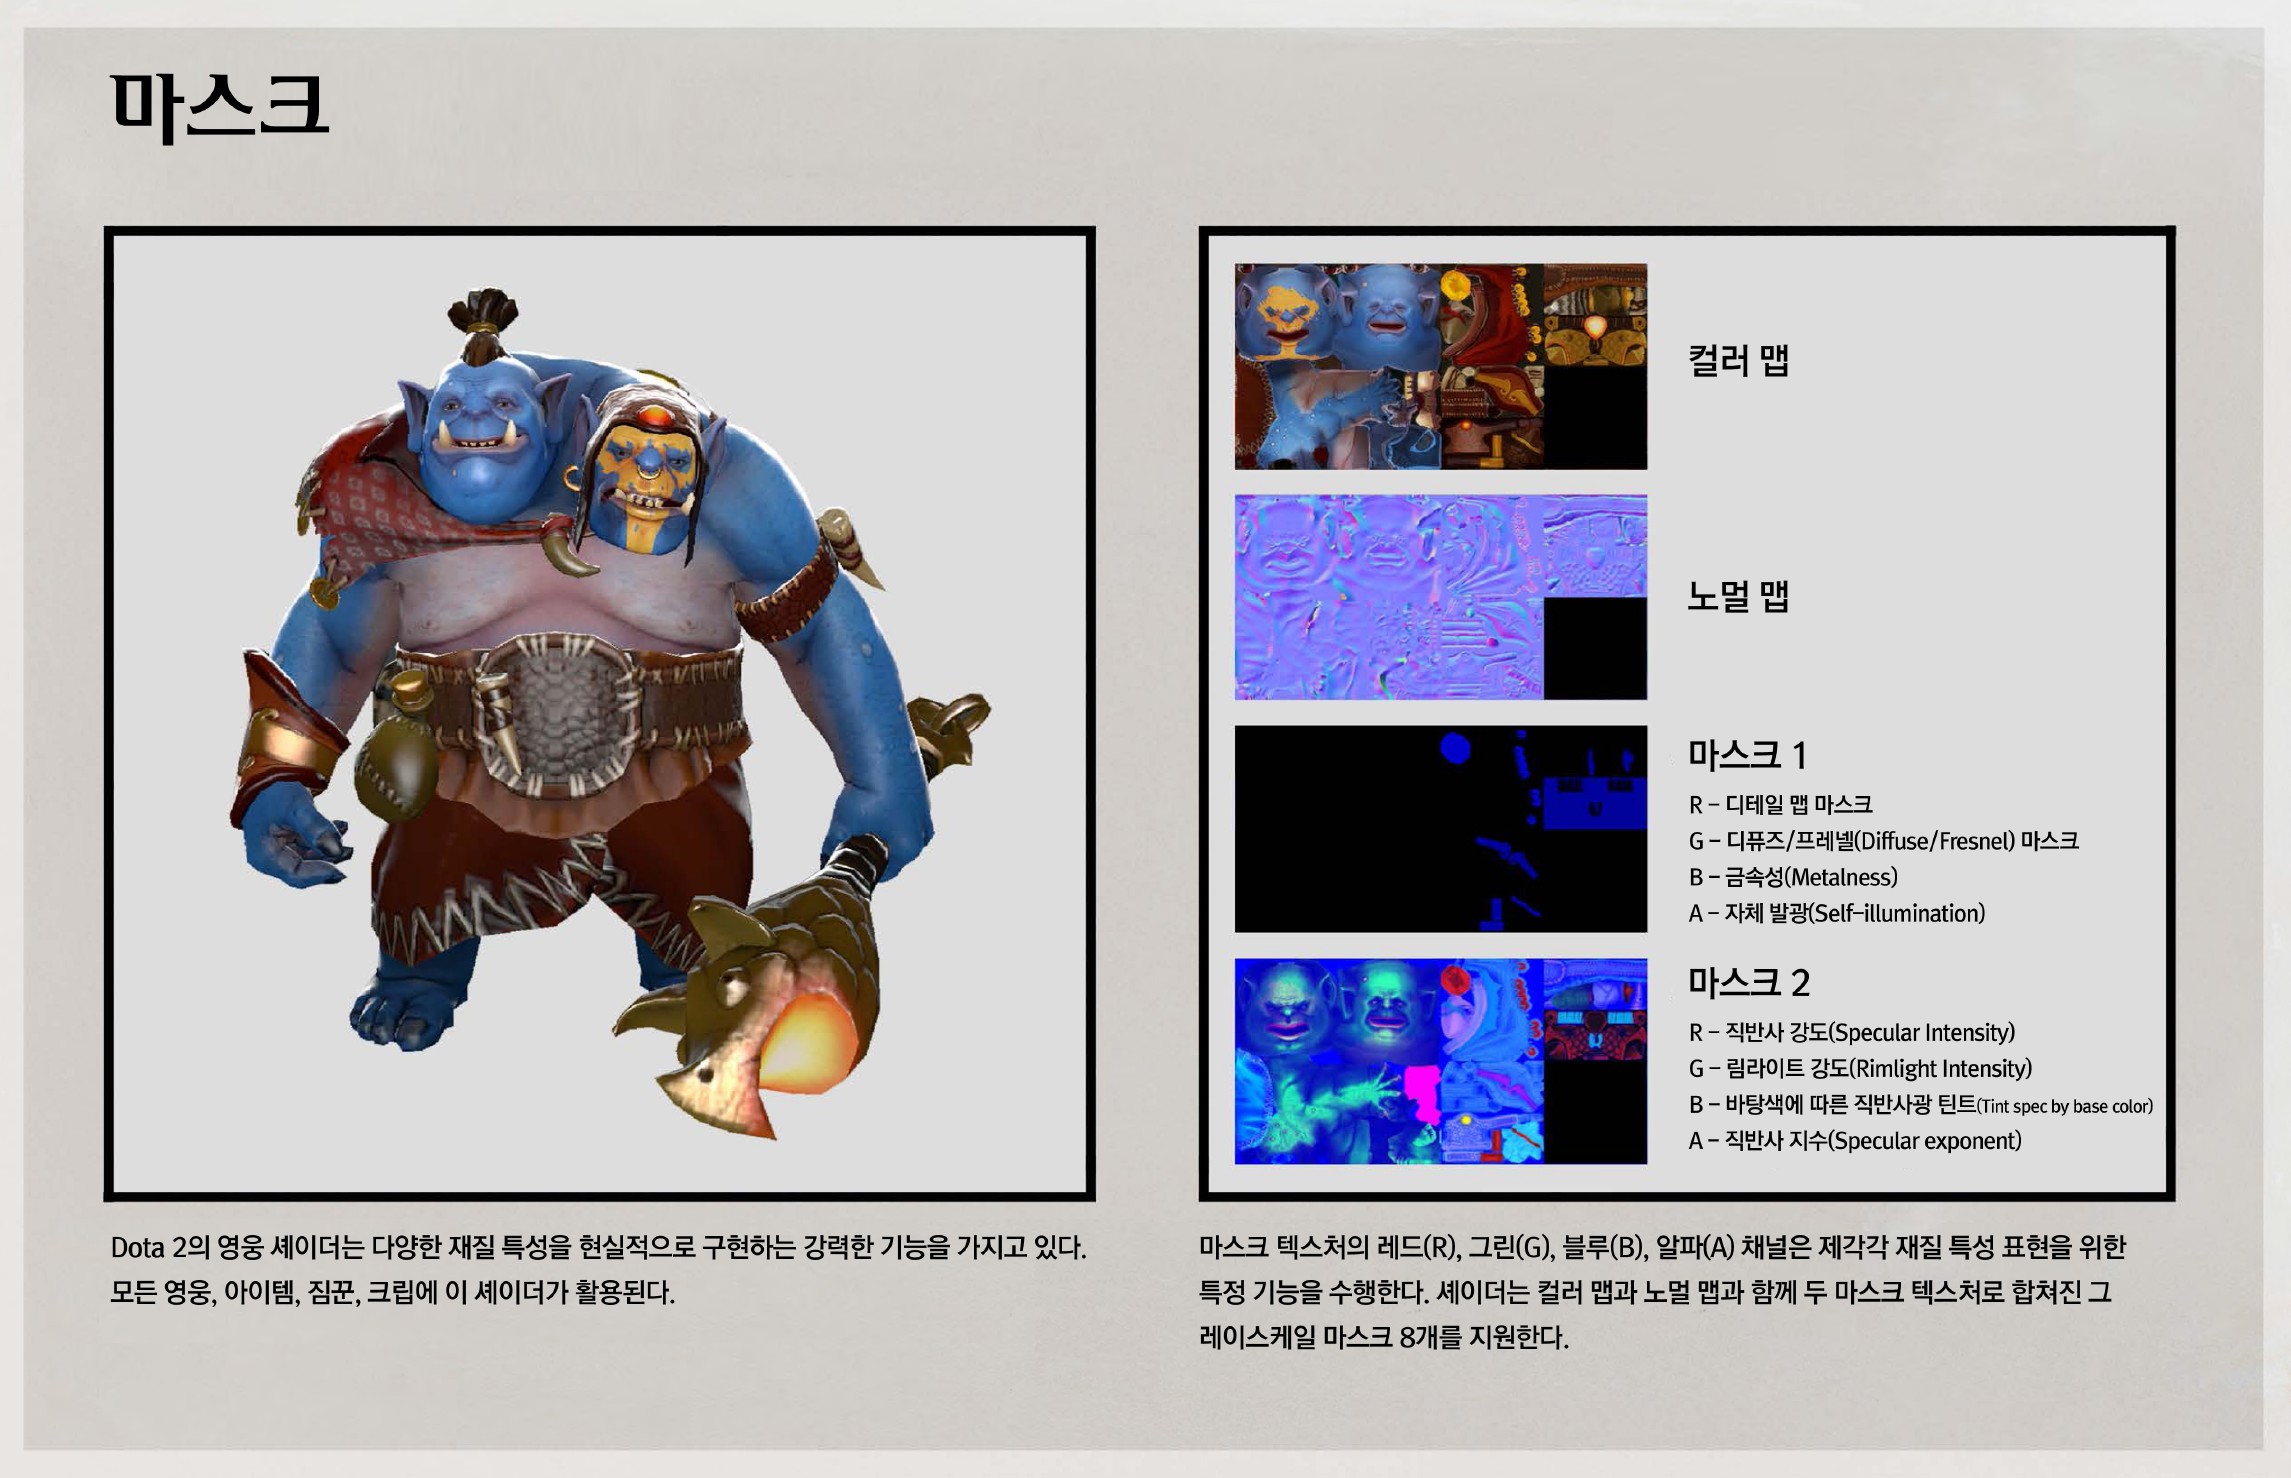 마스크
컬러 맵
노멀 맵
마스크 1
R – 디테일 맵 마스크
G – 디퓨즈/프레넬(Diffuse/Fresnel) 마스크
B – 금속성(Metalness)
A – 자체 발광(Self-illumination)
마스크 2
R – 직반사 강도(Specular Intensity)
G – 림라이트 강도(Rimlight Intensity)
B – 바탕색에 따른 직반사광 틴트(Tint spec by base color)
A – 직반사 지수(Specular exponent)
Dota 2의 영웅 셰이더는 다양한 재질 특성을 현실적으로 구현하는 강력한 기능을 가지고 있다.
모든 영웅, 아이템, 짐꾼, 크립에 이 셰이더가 활용된다.
마스크 텍스처의 레드(R), 그린(G), 블루(B), 알파(A) 채널은 제각각 재질 특성 표현을 위한
특정 기능을 수행한다. 셰이더는 컬러 맵과 노멀 맵과 함께 두 마스크 텍스처로 합쳐진 그
레이스케일 마스크 8개를 지원한다.